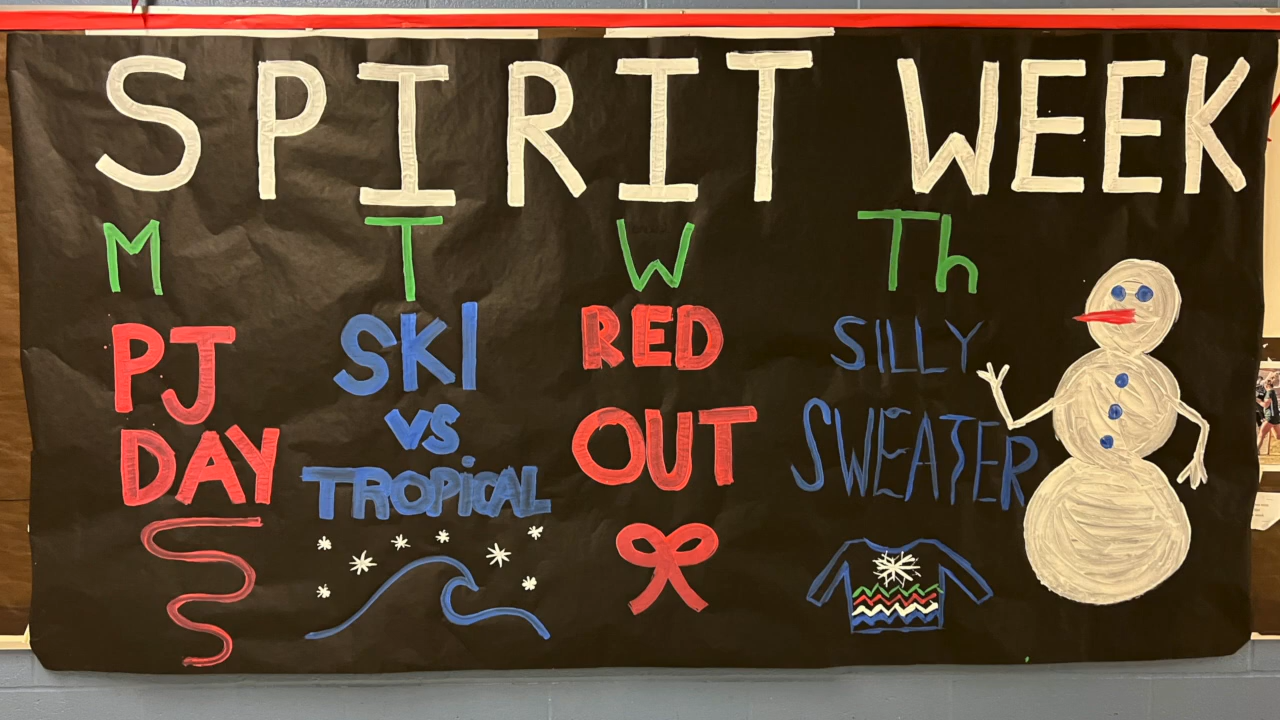 SPIRIT WEEK
M
PJ
DAY
T
SKI
vs
TROPiCAL
W
RED
OUT
Th
SILLY
SWEATER